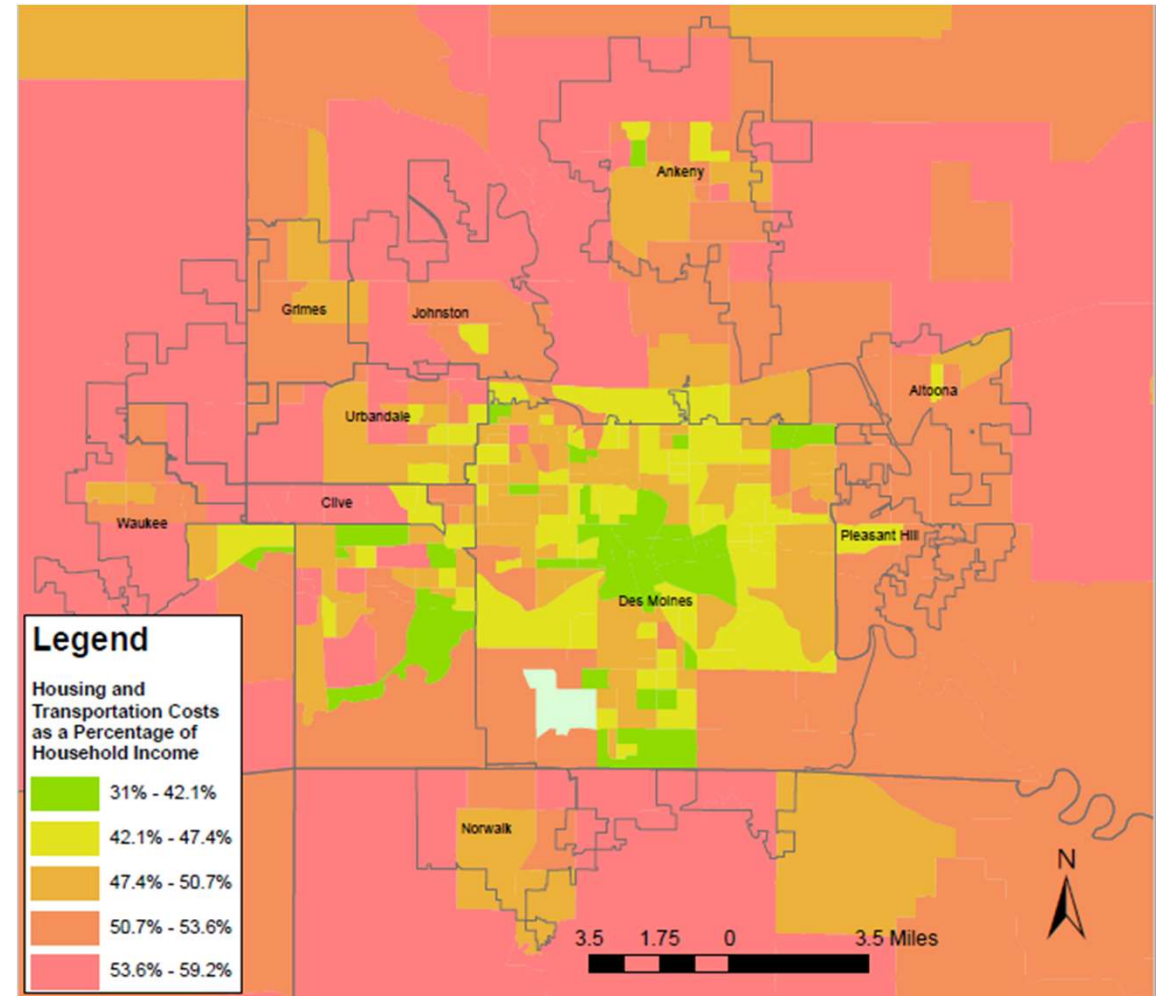 Ankeny
Grimes
Johnston
Altoona
Urbandale
Clive
Waukee
Pleasant Hill
Des Moines
Legend
Housing and
Transportation Costs
as a Percentage of
Household Income
31% - 42.1%
42.1% - 47.4%
47.4% - 50.7%
50.7% - 53.6%
53.6% - 59.2%
Norwalk
N
3.5 1.75 0 3.5 Miles